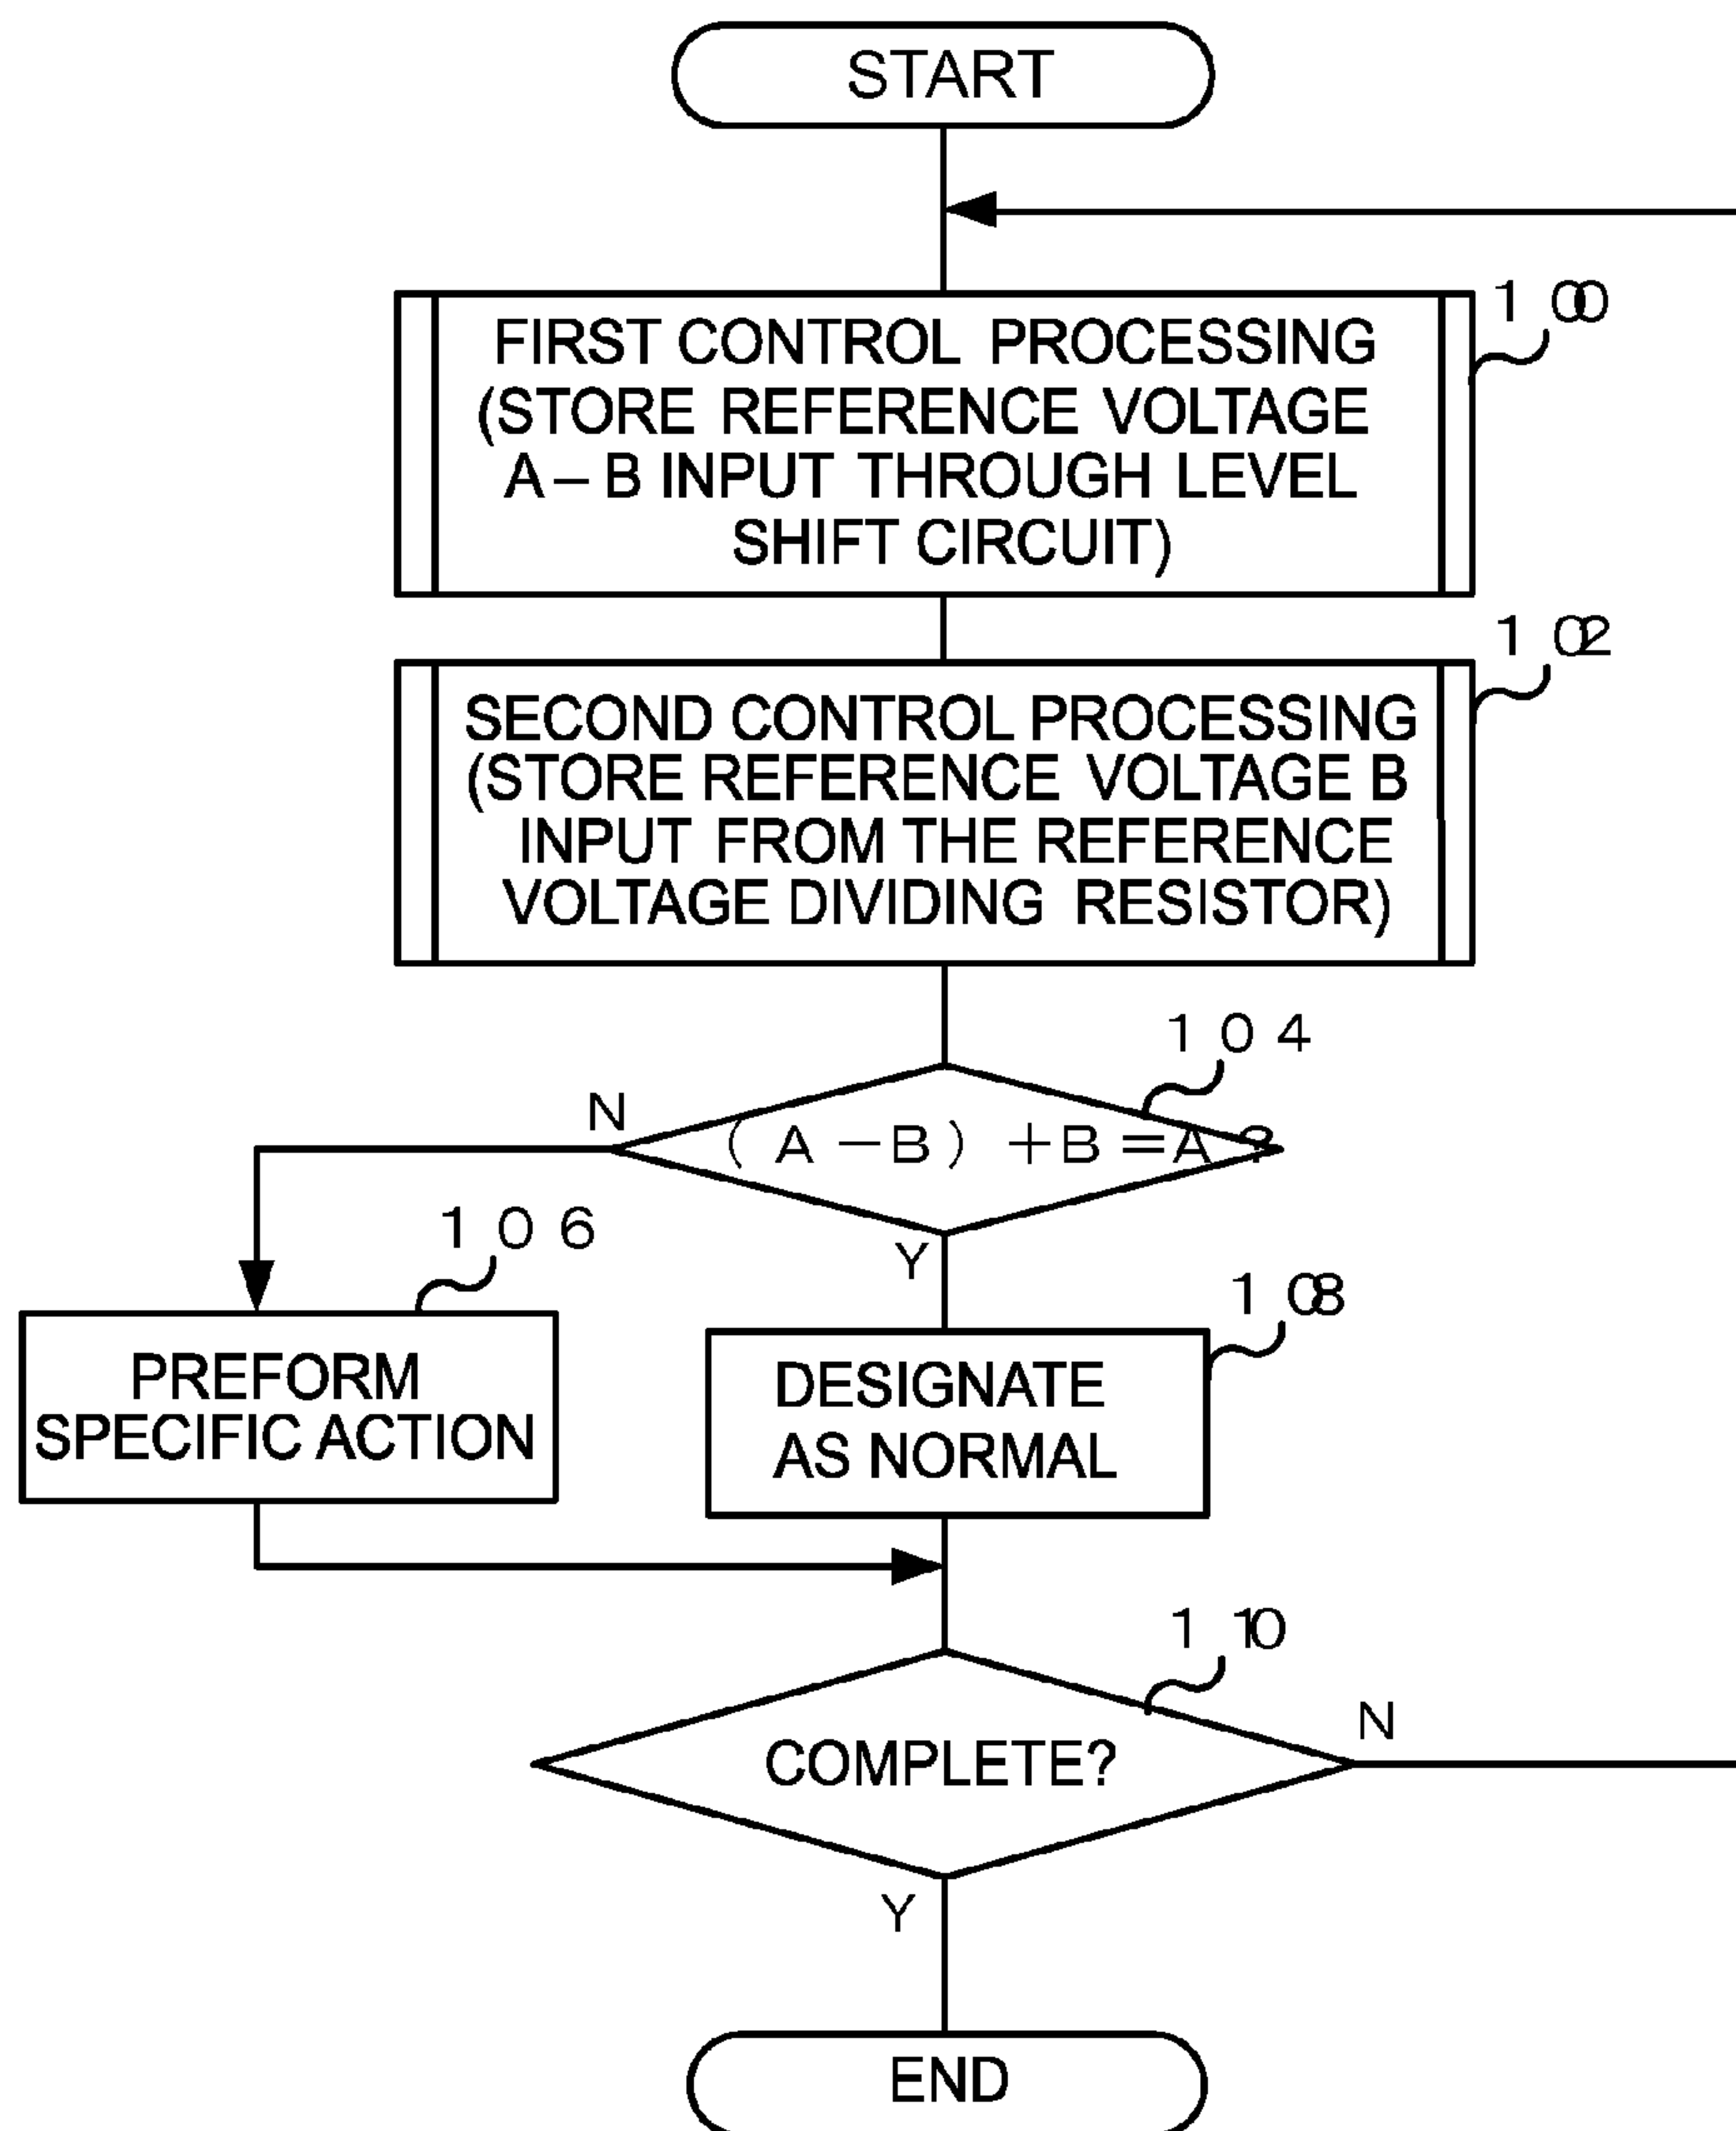 START
100
FIRST CONTROL PROCESSING
(STORE REFERENCE VOLTAGE
A-B INPUT THROUGH LEVEL
SHIFT CIRCUIT)
102
SECOND CONTROL PROCESSING
(STORE REFERENCE VOLTAGE B
INPUT FROM THE REFERENCE
VOLTAGE DIVIDING RESISTOR)
104
N
(A-B)+B=A?
Y
106
108
PREFORM
SPECIFIC ACTION
DESIGNATE
AS NORMAL
110
N
COMPLETE?
Y
END